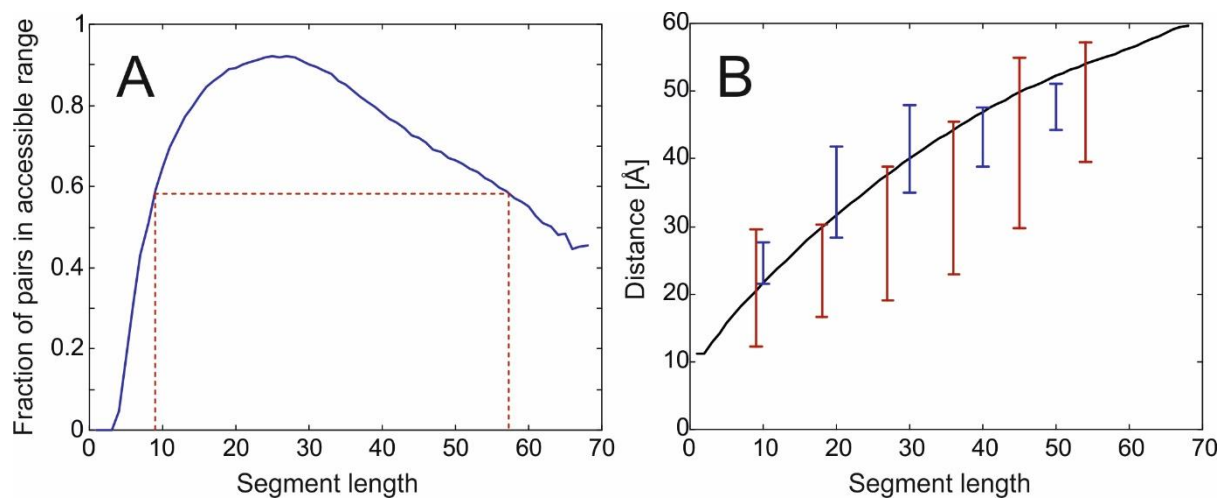 A
Fraction of pairs in accessible range
1
0.8
0.6
0.4
0.2
0
0 10 20 30 40 50 60 70
Segment length
B
Distance [Å]
60
50
40
30
20
10
0
0 10 20 30 40 50 60 70
Segment length